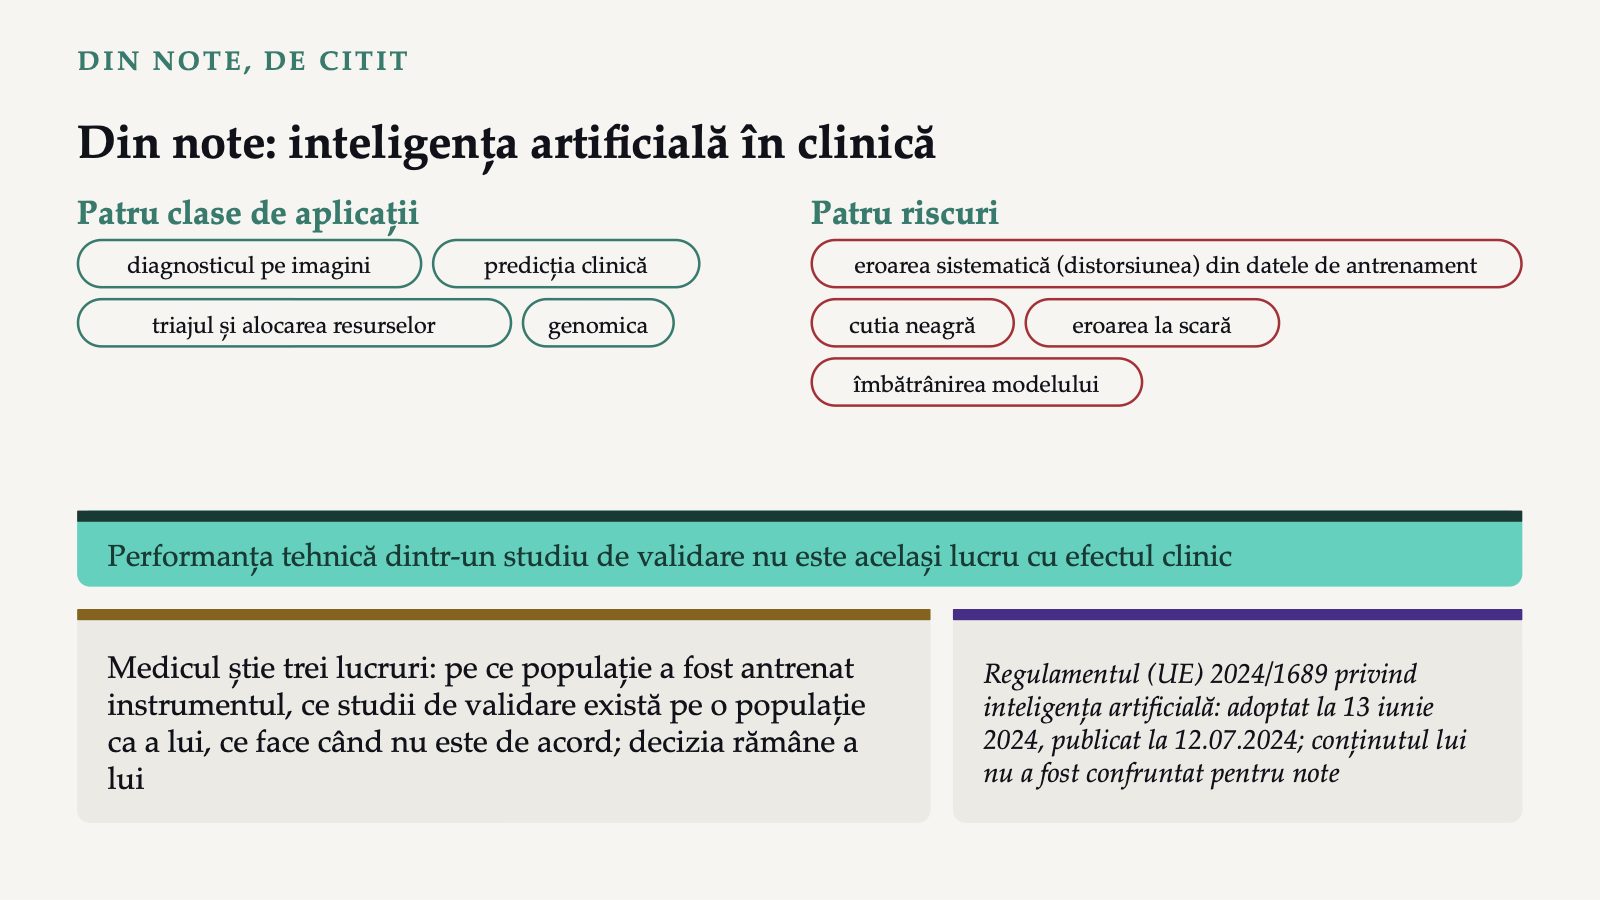 DIN NOTE, DE CITIT
Din note: inteligența artificială în clinică
Patru clase de aplicații
diagnosticul pe imagini
predicția clinică
triajul și alocarea resurselor
genomica
Patru riscuri
eroarea sistematică (distorsiunea) din datele de antrenament
cutia neagră
eroarea la scară
îmbătrânirea modelului
Performanța tehnică dintr-un studiu de validare nu este același lucru cu efectul clinic
Medicul știe trei lucruri: pe ce populație a fost antrenat
instrumentul, ce studii de validare există pe o populație
ca a lui, ce face când nu este de acord; decizia rămâne a
lui
Regulamentul (UE) 2024/1689 privind
inteligența artificială: adoptat la 13 iunie
2024, publicat la 12.07.2024; conținutul lui
nu a fost confruntat pentru note